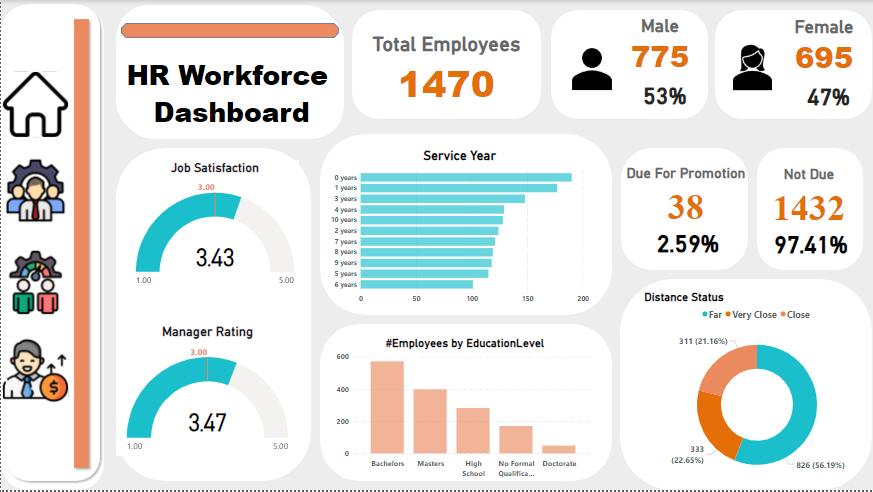 HR Workforce
Dashboard
Total Employees
1470
Male
775
53%
Female
695
47%
Job Satisfaction
3.00
3.43
1.00
5.00
Manager Rating
3.00
3.47
1.00
5.00
Service Year
0 years
1 years
3 years
4 years
10 years
2 years
7 years
8 years
9 years
5 years
6 years
0
50
100
150
200
#Employees by EducationLevel
600
400
200
0
Bachelors
Masters
High
School
No Formal
Qualifica...
Doctorate
Due For Promotion
38
2.59%
Not Due
1432
97.41%
Distance Status
Far
Very Close
Close
311 (21.16%)
333
(22.65%)
826 (56.19%)